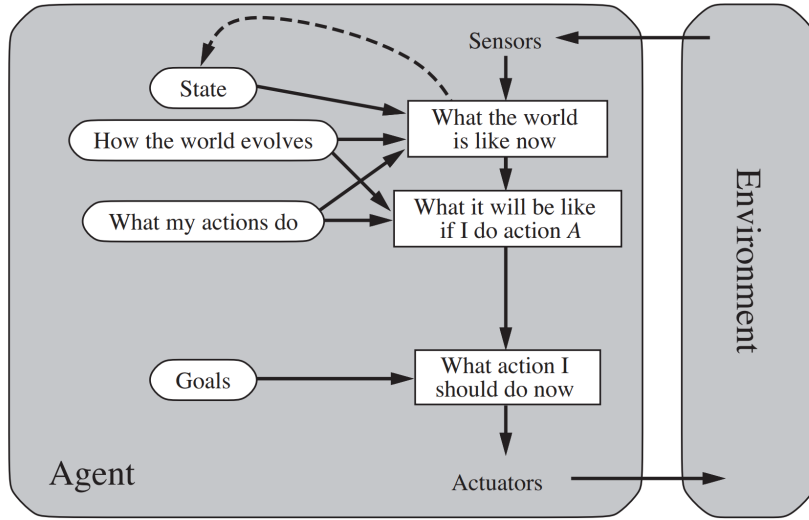 Sensors
State
What the world
is like now
How the world evolves
What my actions do
What it will be like
if I do action A
Environment
Goals
What action I
should do now
Agent
Actuators